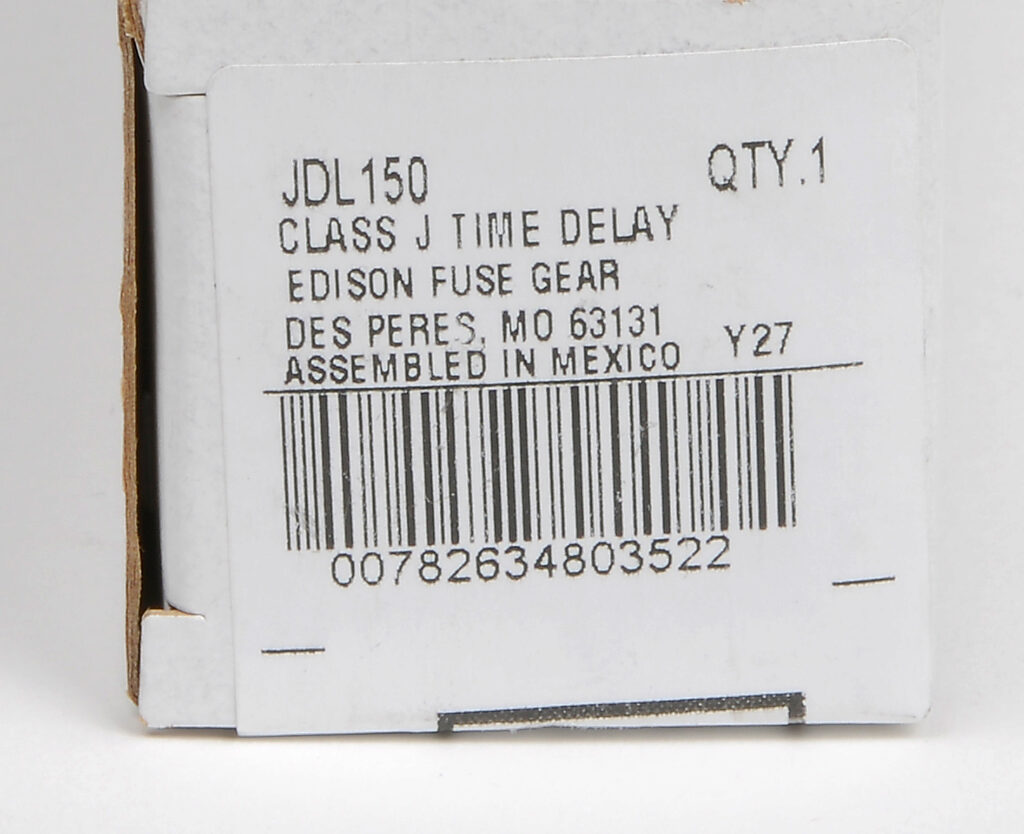 JDL150 QTY.1
CLASS J TIME DELAY
EDISON FUSE GEAR
DES PERES, MO 63131 Y27
ASSEMBLED IN MEXICO
00782634803522